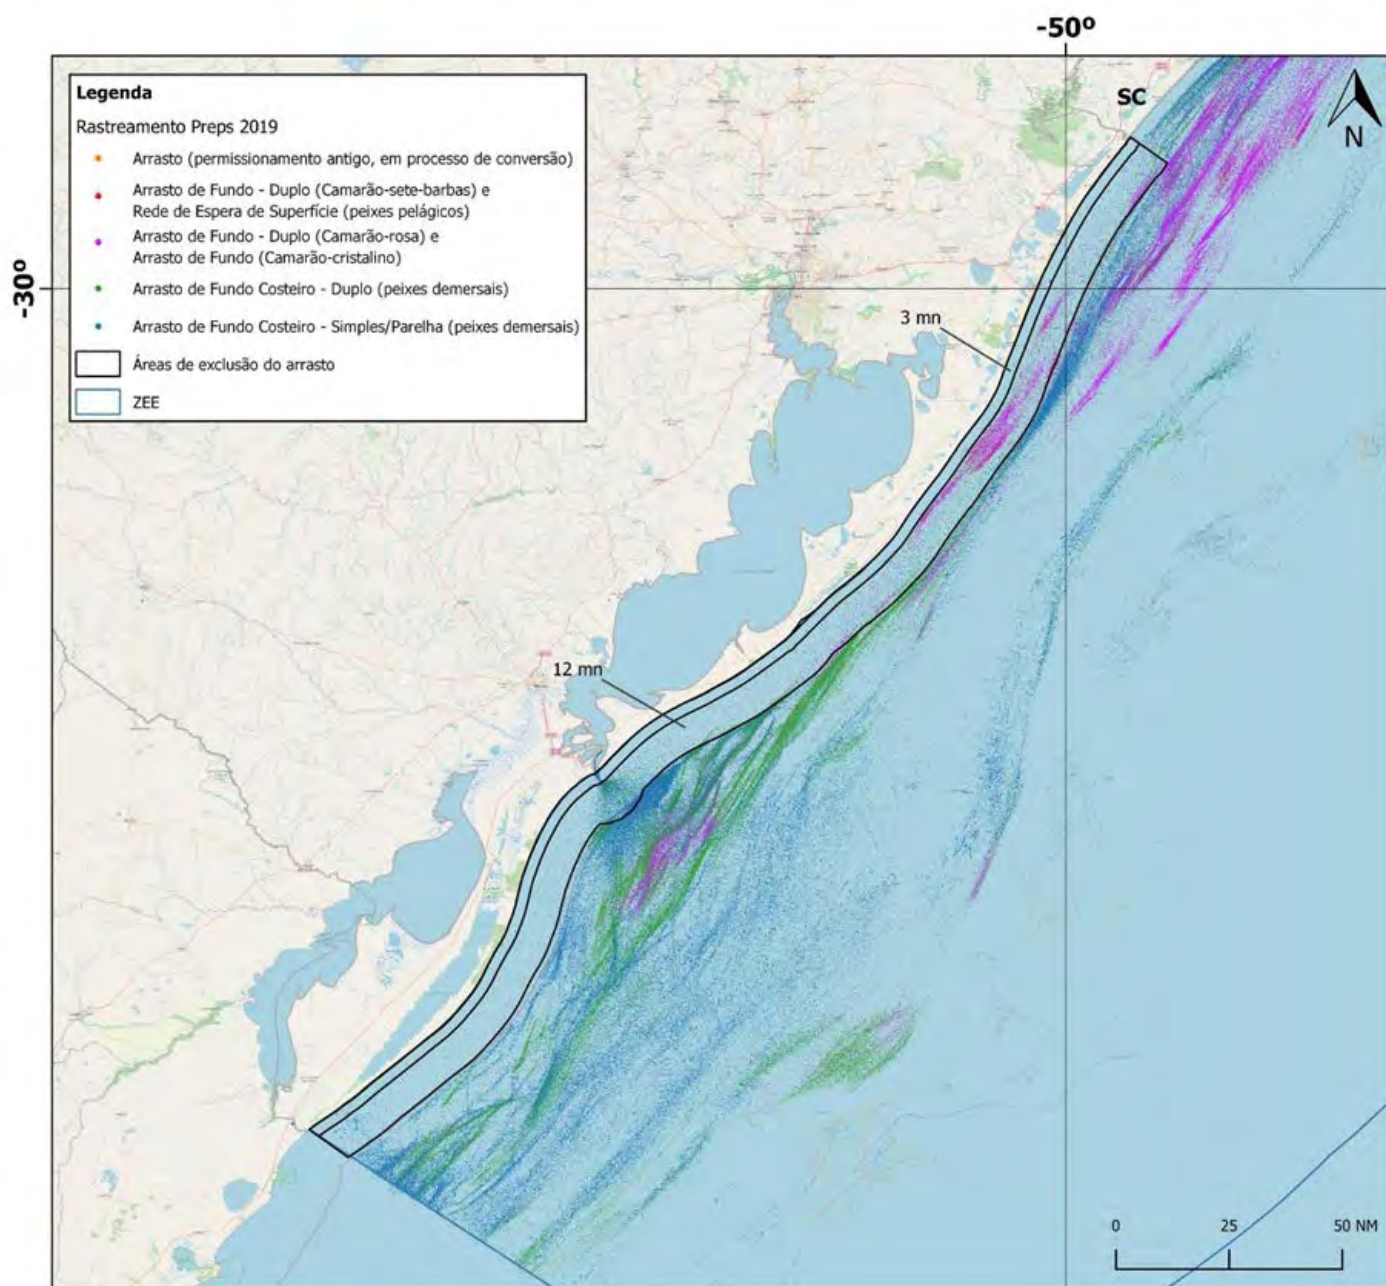 -50º
SC
N
Legenda
Rastreamento Preps 2019
Arrasto (permissionamento antigo, em processo de conversão)
Arrasto de Fundo - Duplo (Camarão-sete-barbas) e
Rede de Espera de Superfície (peixes pelágicos)
Arrasto de Fundo - Duplo (Camarão-rosa) e
Arrasto de Fundo (Camarão-cristalino)
Arrasto de Fundo Costeiro - Duplo (peixes demersais)
Arrasto de Fundo Costeiro - Simples/Parelha (peixes demersais)
Áreas de exclusão do arrasto
ZEE
-30º
3 mn
12 mn
0 25 50 NM